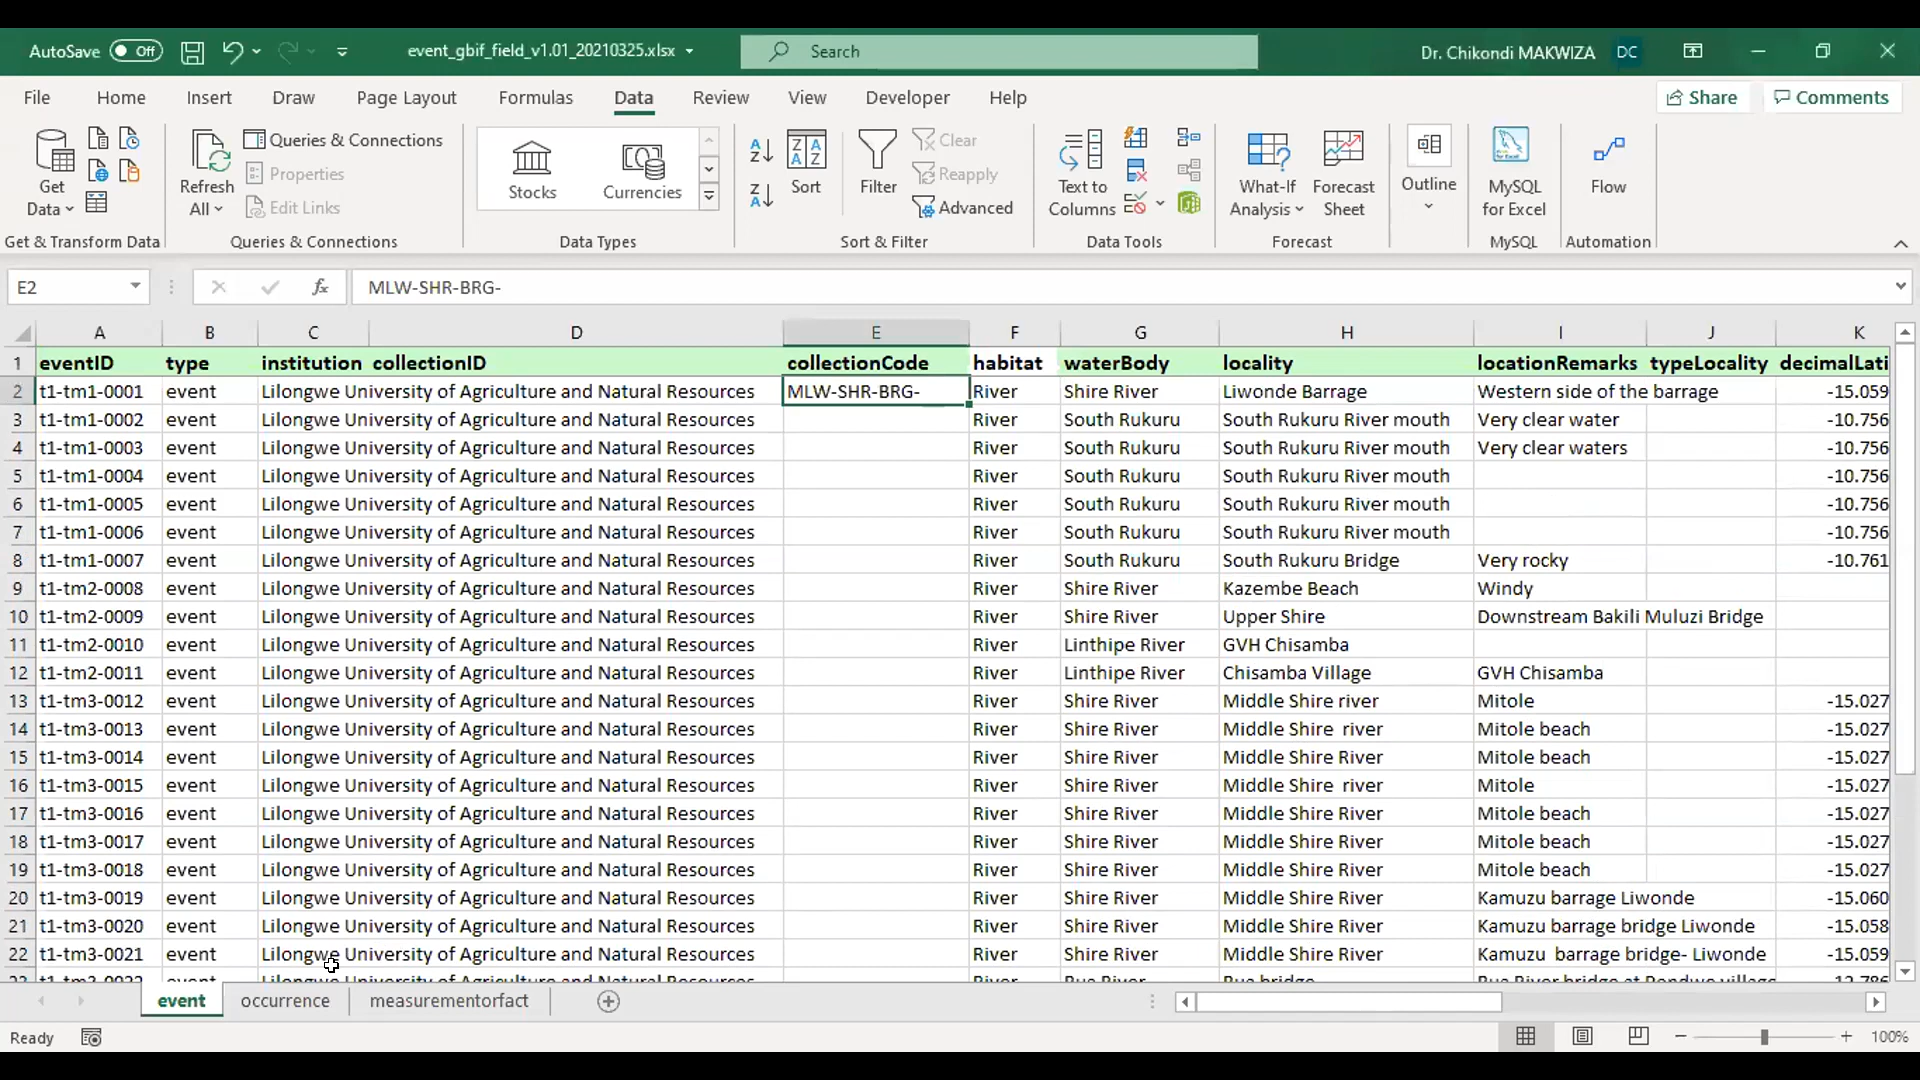 AutoSave Off event_gbif_field_v1.01_20210325.xlsx Search Dr. Chikondi MAKWIZA DC
File Home Insert Draw Page Layout Formulas Data Review View Developer Help Share Comments
Queries & Connections
Properties
Edit Links
Get Data
Refresh All
Stocks Currencies
Sort
Filter
Clear
Reapply
Advanced
Text to Columns
What-If Analysis
Forecast Sheet
Outline
MySQL for Excel
Flow
Get & Transform Data Queries & Connections Data Types Sort & Filter Data Tools Forecast MySQL Automation
E2 fx MLW-SHR-BRG-
A B C D E F G H I J K
1 eventID type institution collectionID collectionCode habitat waterBody locality locationRemarks typeLocality decimalLati
2 t1-tm1-0001 event Lilongwe University of Agriculture and Natural Resources MLW-SHR-BRG- River Shire River Liwonde Barrage Western side of the barrage -15.059
3 t1-tm1-0002 event Lilongwe University of Agriculture and Natural Resources River South Rukuru South Rukuru River mouth Very clear water -10.756
4 t1-tm1-0003 event Lilongwe University of Agriculture and Natural Resources River South Rukuru South Rukuru River mouth Very clear waters -10.756
5 t1-tm1-0004 event Lilongwe University of Agriculture and Natural Resources River South Rukuru South Rukuru River mouth -10.756
6 t1-tm1-0005 event Lilongwe University of Agriculture and Natural Resources River South Rukuru South Rukuru River mouth -10.756
7 t1-tm1-0006 event Lilongwe University of Agriculture and Natural Resources River South Rukuru South Rukuru River mouth -10.756
8 t1-tm1-0007 event Lilongwe University of Agriculture and Natural Resources River South Rukuru South Rukuru Bridge Very rocky -10.761
9 t1-tm2-0008 event Lilongwe University of Agriculture and Natural Resources River Shire River Kazembe Beach Windy
10 t1-tm2-0009 event Lilongwe University of Agriculture and Natural Resources River Shire River Upper Shire Downstream Bakili Muluzi Bridge
11 t1-tm2-0010 event Lilongwe University of Agriculture and Natural Resources River Linthipe River GVH Chisamba
12 t1-tm2-0011 event Lilongwe University of Agriculture and Natural Resources River Linthipe River Chisamba Village GVH Chisamba
13 t1-tm3-0012 event Lilongwe University of Agriculture and Natural Resources River Shire River Middle Shire river Mitole -15.027
14 t1-tm3-0013 event Lilongwe University of Agriculture and Natural Resources River Shire River Middle Shire river Mitole beach -15.027
15 t1-tm3-0014 event Lilongwe University of Agriculture and Natural Resources River Shire River Middle Shire river Mitole beach -15.027
16 t1-tm3-0015 event Lilongwe University of Agriculture and Natural Resources River Shire River Middle Shire river Mitole -15.027
17 t1-tm3-0016 event Lilongwe University of Agriculture and Natural Resources River Shire River Middle Shire River Mitole beach -15.027
18 t1-tm3-0017 event Lilongwe University of Agriculture and Natural Resources River Shire River Middle Shire River Mitole beach -15.027
19 t1-tm3-0018 event Lilongwe University of Agriculture and Natural Resources River Shire River Middle Shire River Mitole beach -15.027
20 t1-tm3-0019 event Lilongwe University of Agriculture and Natural Resources River Shire River Middle Shire River Kamuzu barrage Liwonde -15.060
21 t1-tm3-0020 event Lilongwe University of Agriculture and Natural Resources River Shire River Middle Shire River Kamuzu barrage bridge Liwonde -15.058
22 t1-tm3-0021 event Lilongwe University of Agriculture and Natural Resources River Shire River Middle Shire River Kamuzu barrage bridge- Liwonde -15.059
event occurrence measurementorfact
Ready 100%